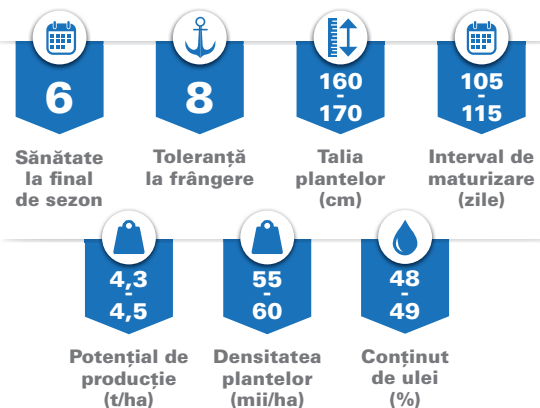 6
8
160
-
170
105
-
115
Sănătate
la final
de sezon
Toleranță
la frângere
Talia
plantelor
(cm)
Interval de
maturizare
(zile)
4,3
-
4,5
55
-
60
48
-
49
Potențial de
producție
(t/ha)
Densitatea
plantelor
(mii/ha)
Conținut
de ulei
(%)